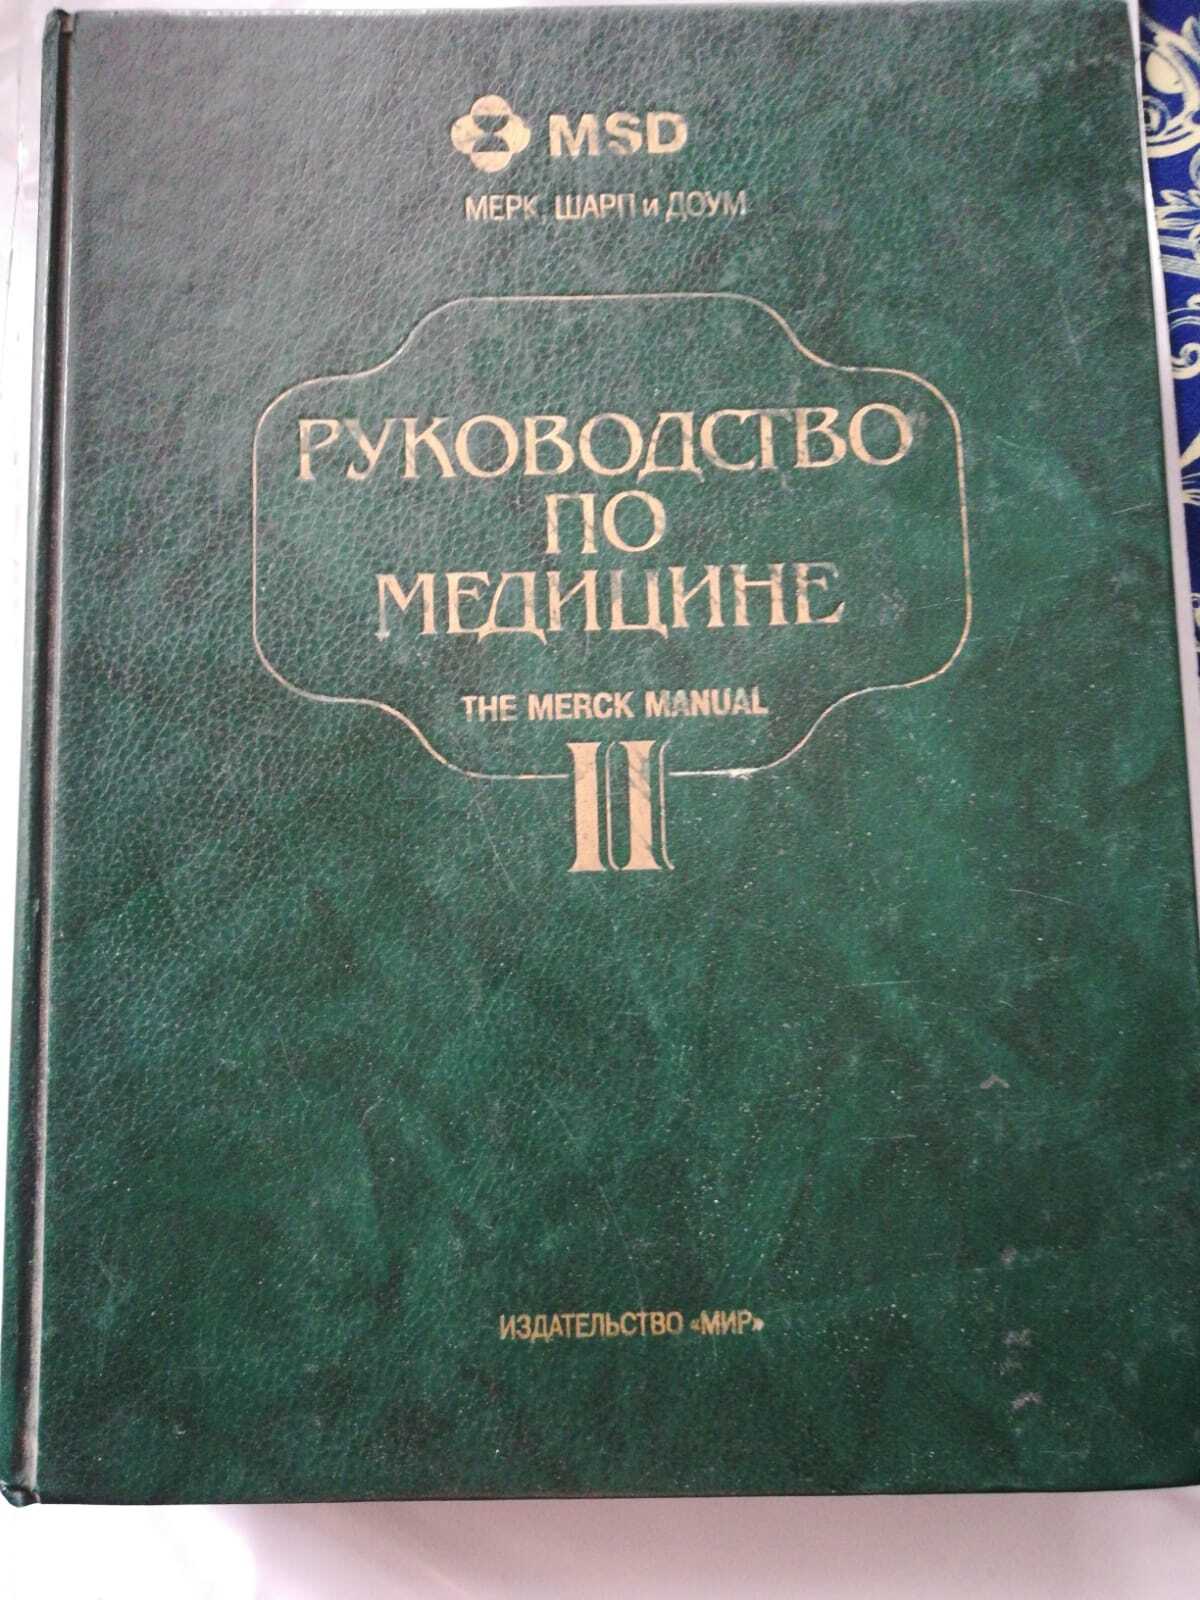 MSD
МЕРК, ШАРП и ДОУМ
РУКОВОДСТВО
ПО
МЕДИЦИНЕ
THE MERCK MANUAL
II
ИЗДАТЕЛЬСТВО «МИР»